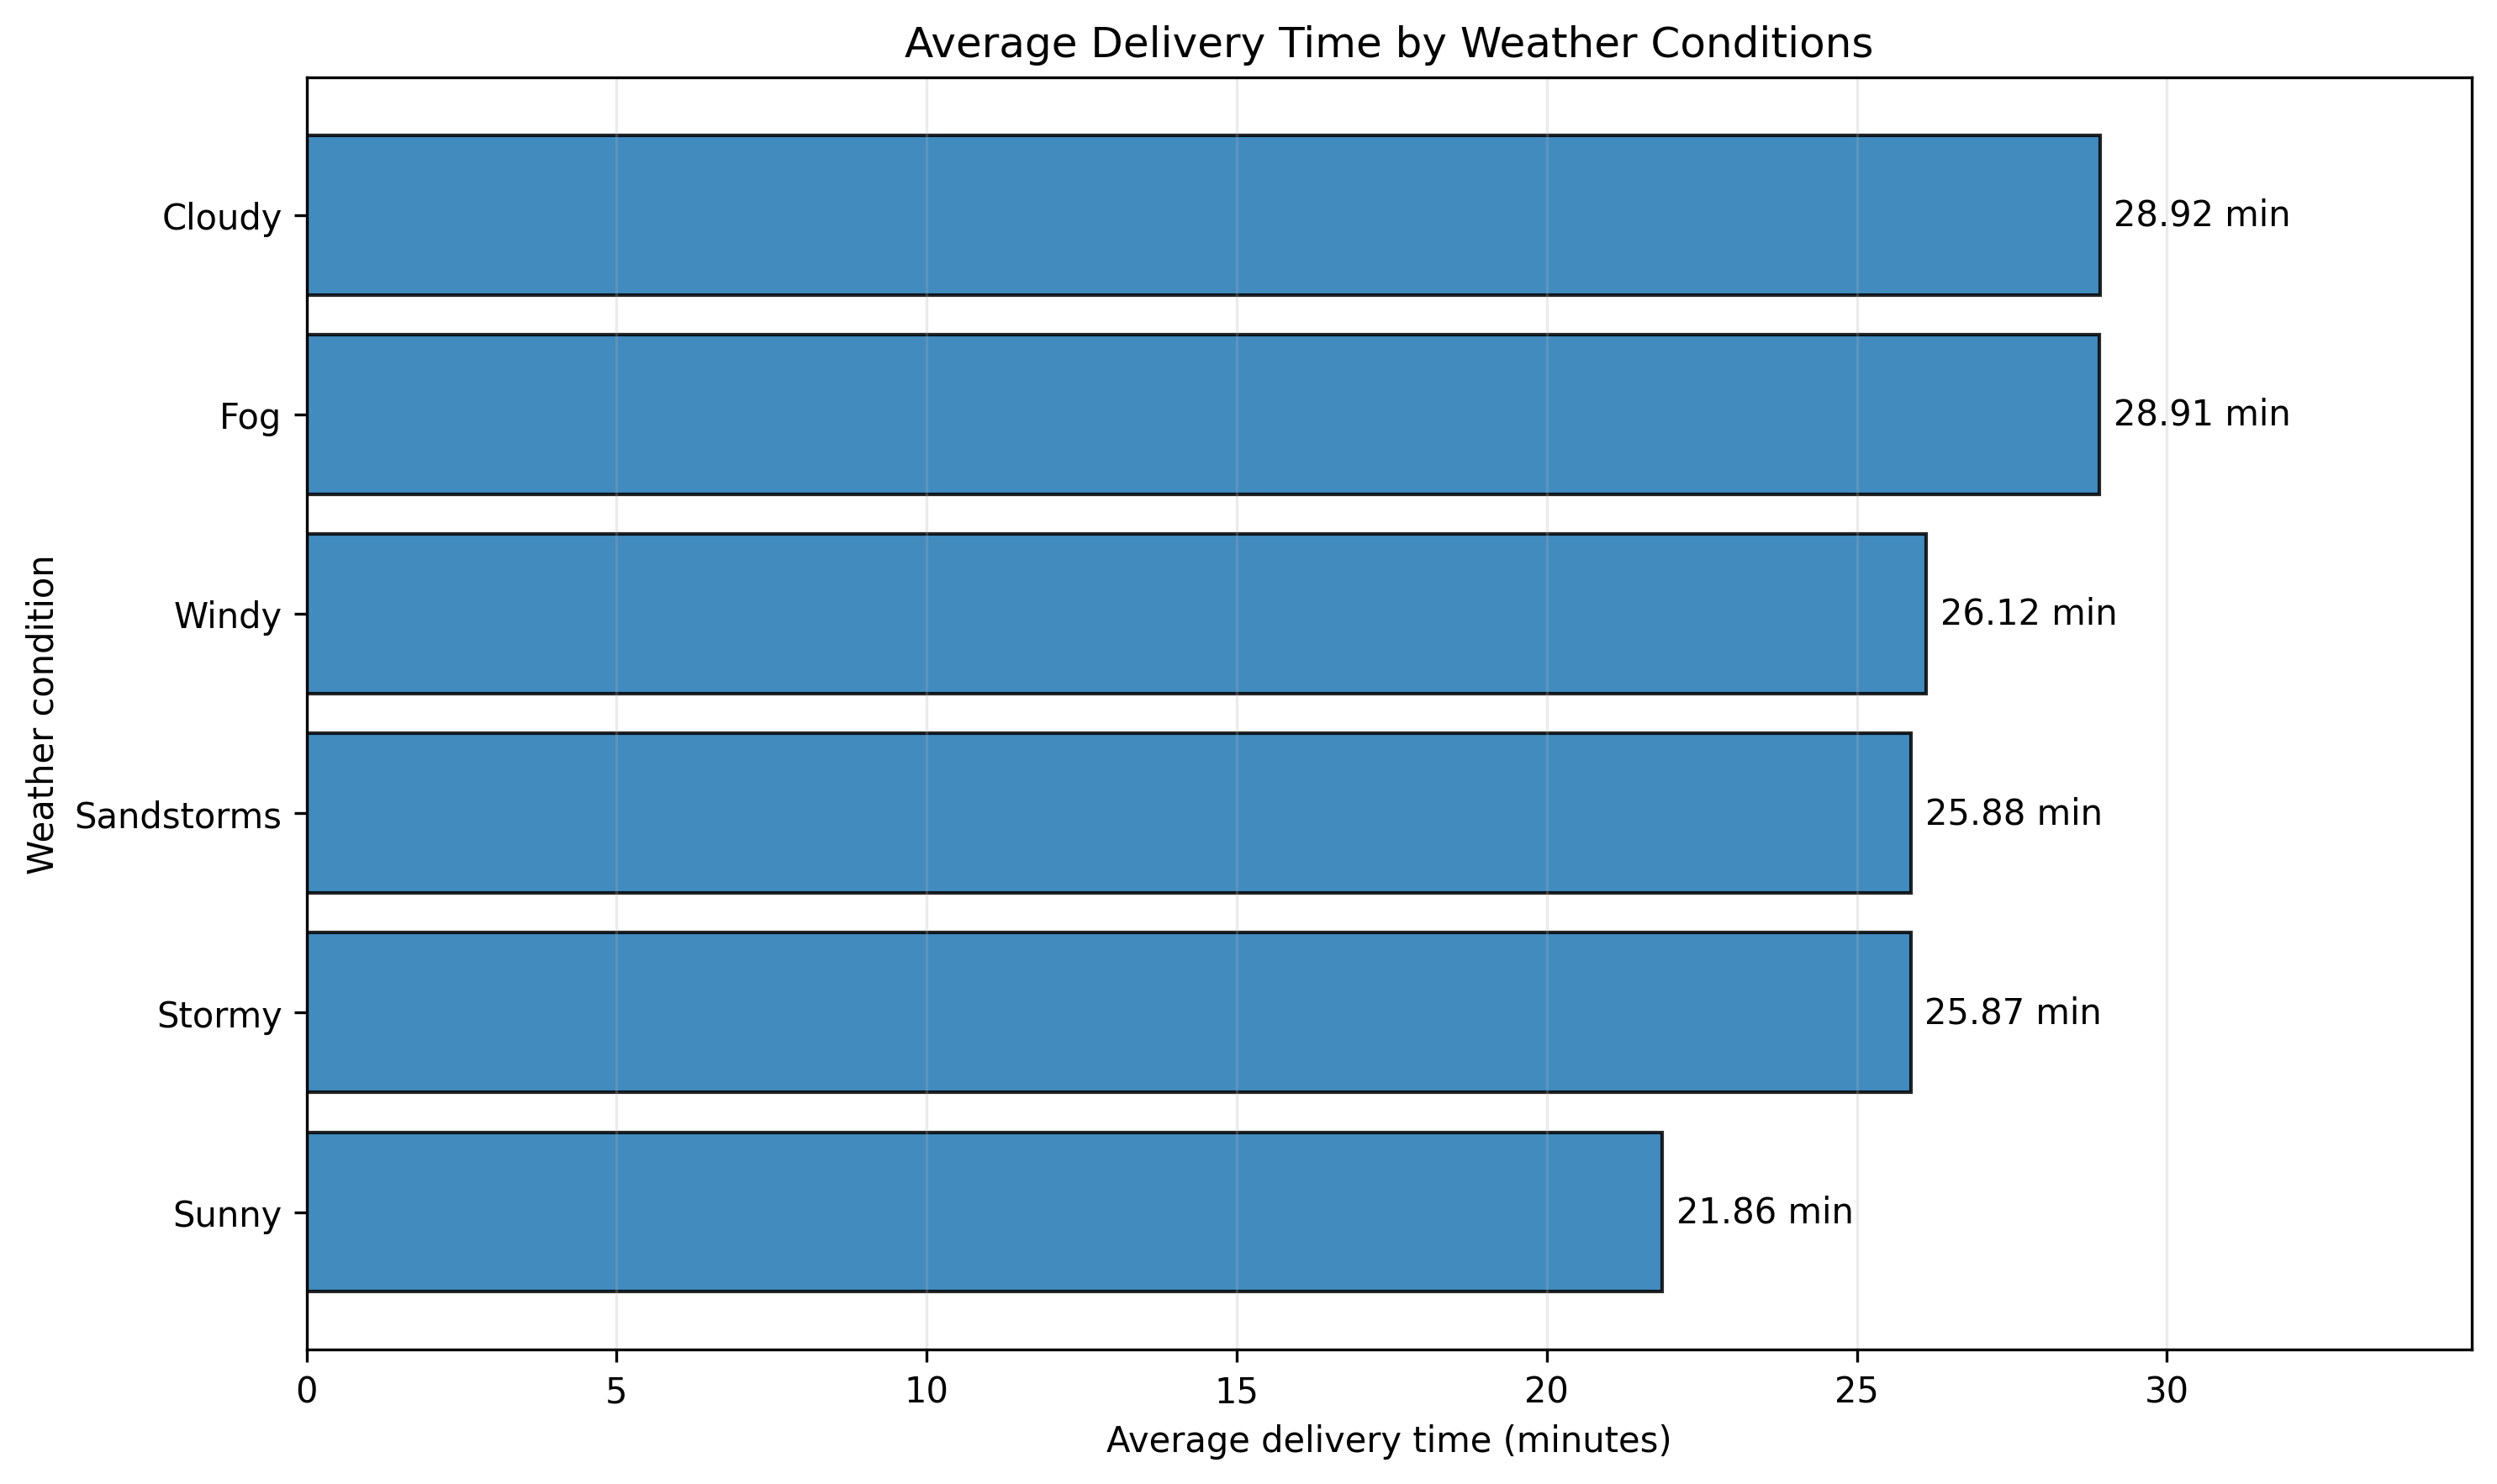 Average Delivery Time by Weather Conditions
Weather condition
Cloudy
28.92 min
Fog
28.91 min
Windy
26.12 min
Sandstorms
25.88 min
Stormy
25.87 min
Sunny
21.86 min
0 5 10 15 20 25 30
Average delivery time (minutes)